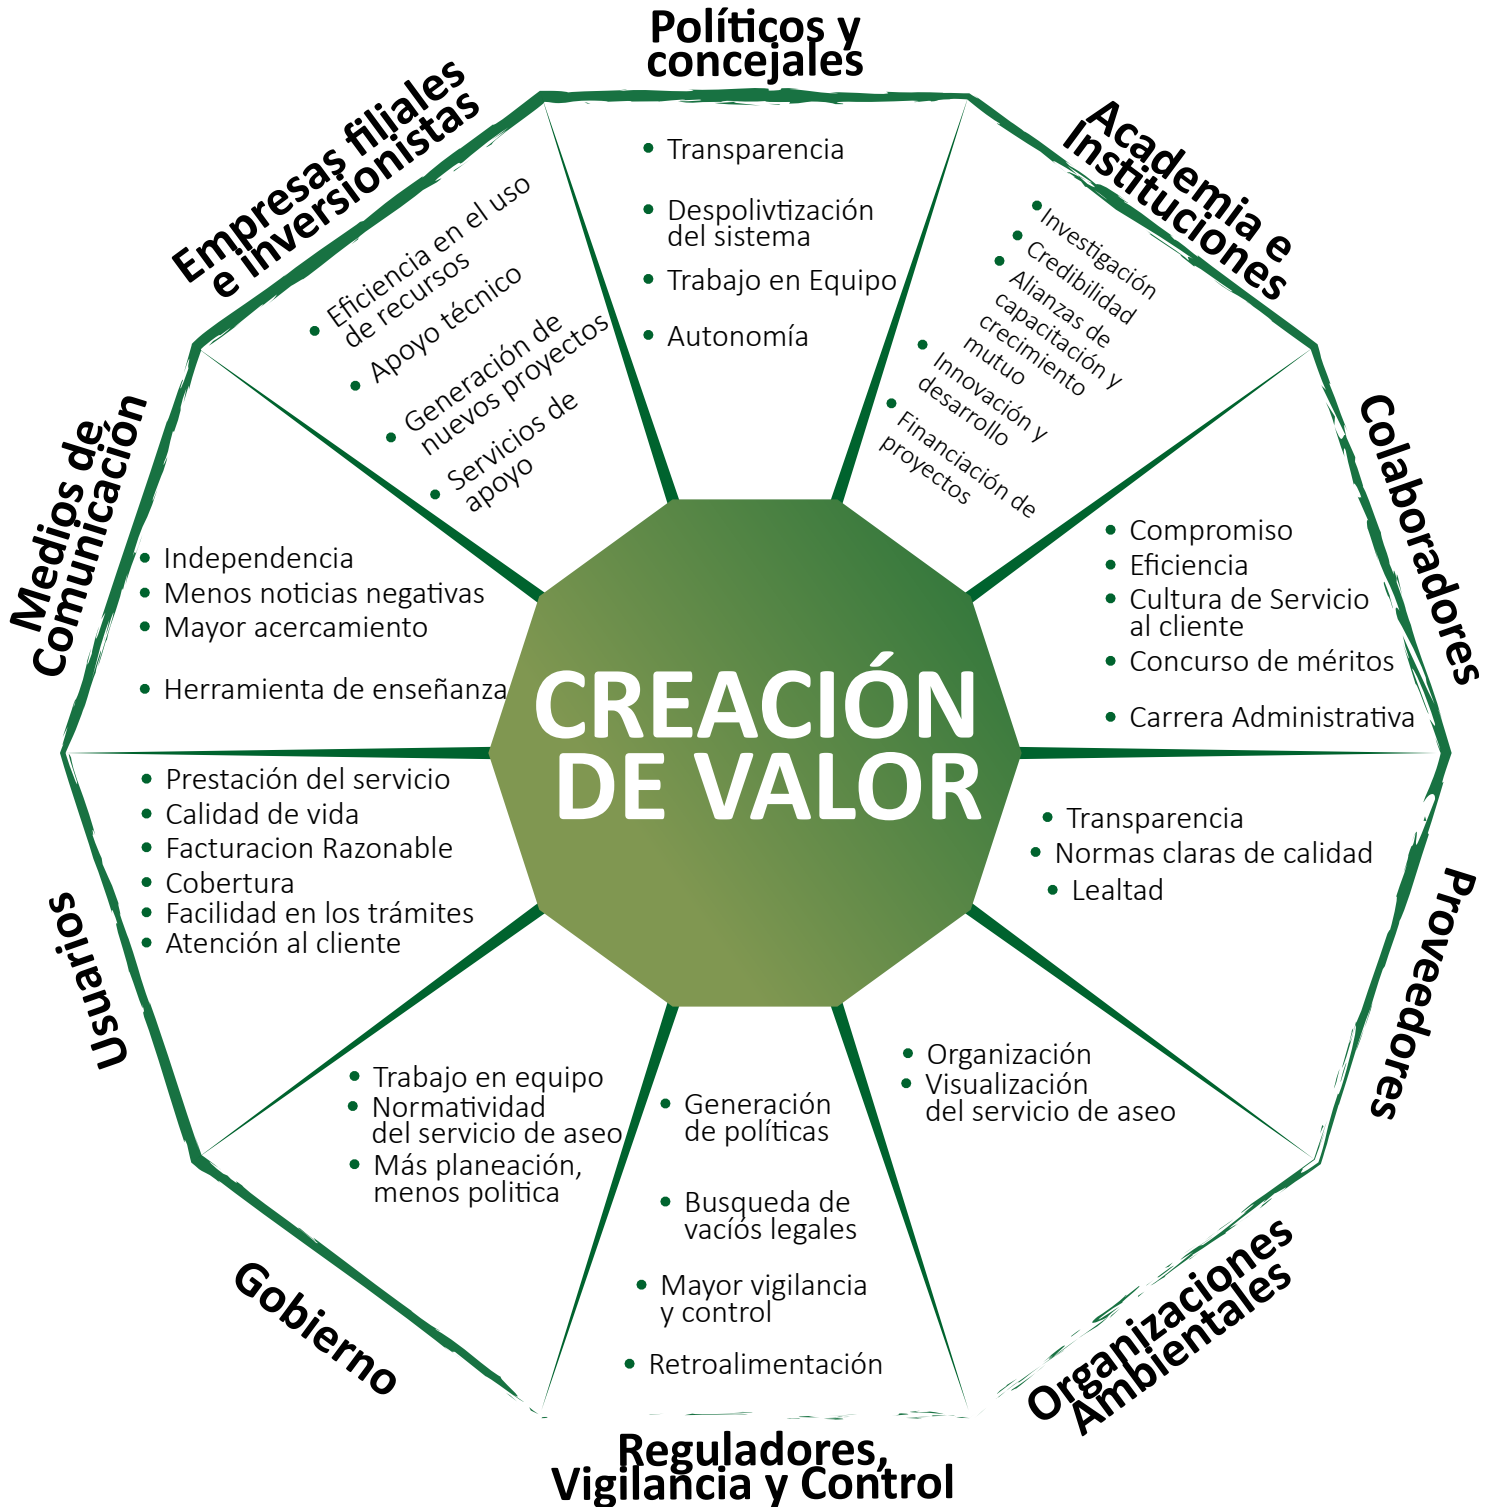 Políticos y
concejales
Transparencia
Despolivtización
del sistema
Trabajo en Equipo
Autonomía
Academia e
Instituciones
Investigación
Credibilidad
Alianzas de
capacitación y
crecimiento
mutuo
Innovación y
desarrollo
Financiación de
proyectos
Colaboradores
Compromiso
Eficiencia
Cultura de Servicio
al cliente
Concurso de méritos
Carrera Administrativa
Proveedores
Transparencia
Normas claras de calidad
Lealtad
Organizaciones
Ambientales
Organización
Visualización
del servicio de aseo
Reguladores,
Vigilancia y Control
Generación
de políticas
Busqueda de
vacíós legales
Mayor vigilancia
y control
Retroalimentación
Gobierno
Trabajo en equipo
Normatividad
del servicio de aseo
Más planeación,
menos politica
Usuarios
Prestación del servicio
Calidad de vida
Facturacion Razonable
Cobertura
Facilidad en los trámites
Atención al cliente
Medios de
Comunicación
Independencia
Menos noticias negativas
Mayor acercamiento
Herramienta de enseñanza
Empresas filiales
e inversionistas
Eficiencia en el uso
de recursos
Apoyo técnico
Generación de
nuevos proyectos
Servicios de
apoyo
CREACIÓN
DE VALOR